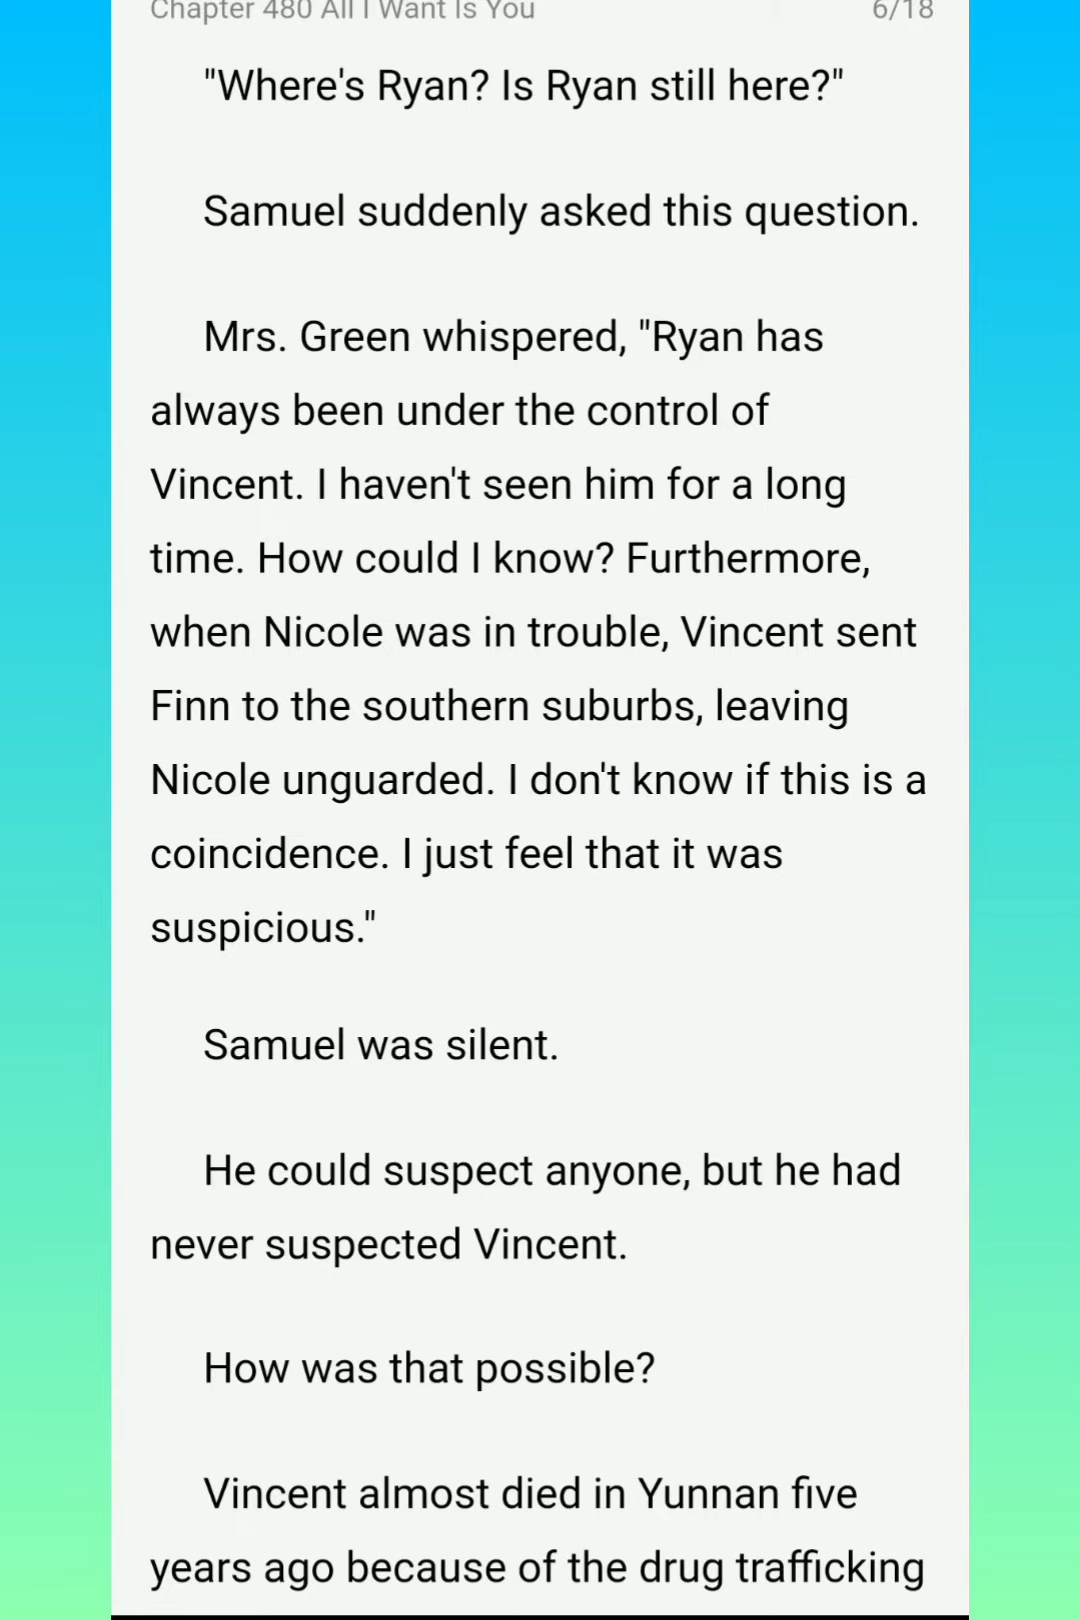 Chapter 480 All I Want Is You 6/18
"Where's Ryan? Is Ryan still here?"
Samuel suddenly asked this question.
Mrs. Green whispered, "Ryan has
always been under the control of
Vincent. I haven't seen him for a long
time. How could I know? Furthermore,
when Nicole was in trouble, Vincent sent
Finn to the southern suburbs, leaving
Nicole unguarded. I don't know if this is a
coincidence. I just feel that it was
suspicious."
Samuel was silent.
He could suspect anyone, but he had
never suspected Vincent.
How was that possible?
Vincent almost died in Yunnan five
years ago because of the drug trafficking